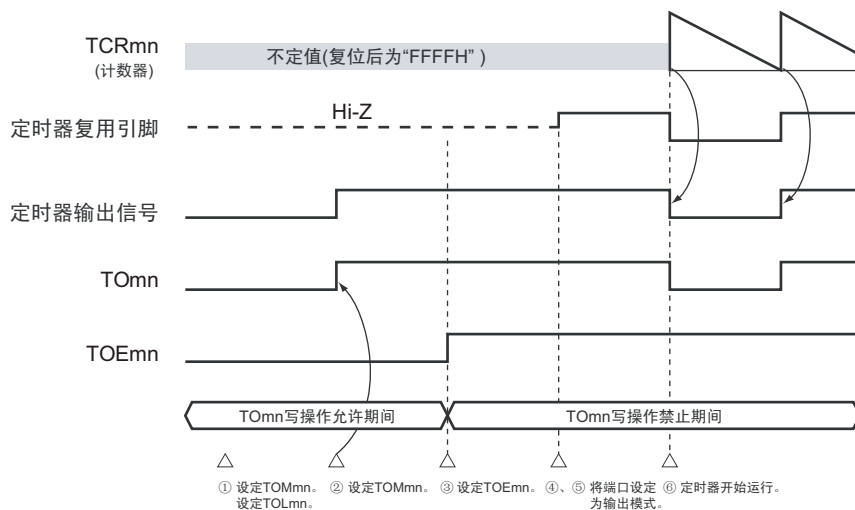 TCRmn
(计数器)
不定值(复位后为“FFFFH” )
定时器复用引脚
Hi-Z
定时器输出信号
TOmn
TOEmn
TOmn写操作允许期间
TOmn写操作禁止期间
① 设定TOMmn。
设定TOLmn。
② 设定TOMmn。
③ 设定TOEmn。
④、⑤ 将端口设定
为输出模式。
⑥ 定时器开始运行。